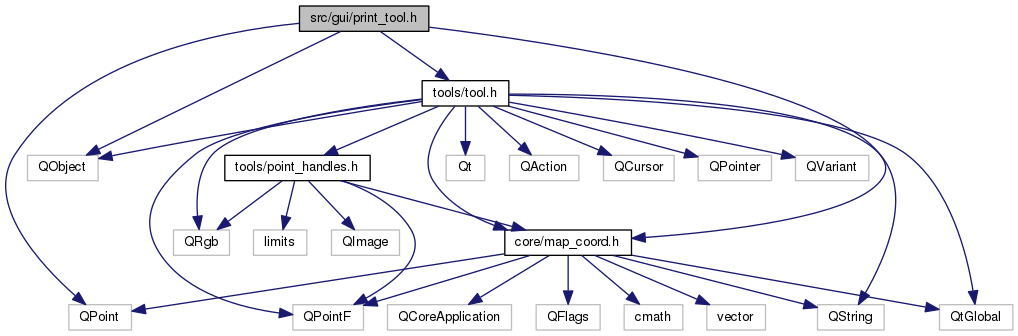 src/gui/print_tool.h
tools/tool.h
QObject
tools/point_handles.h
Qt
QAction
QCursor
QPointer
QVariant
QRgb
limits
QImage
core/map_coord.h
QPoint
QPointF
QCoreApplication
QFlags
cmath
vector
QString
QtGlobal